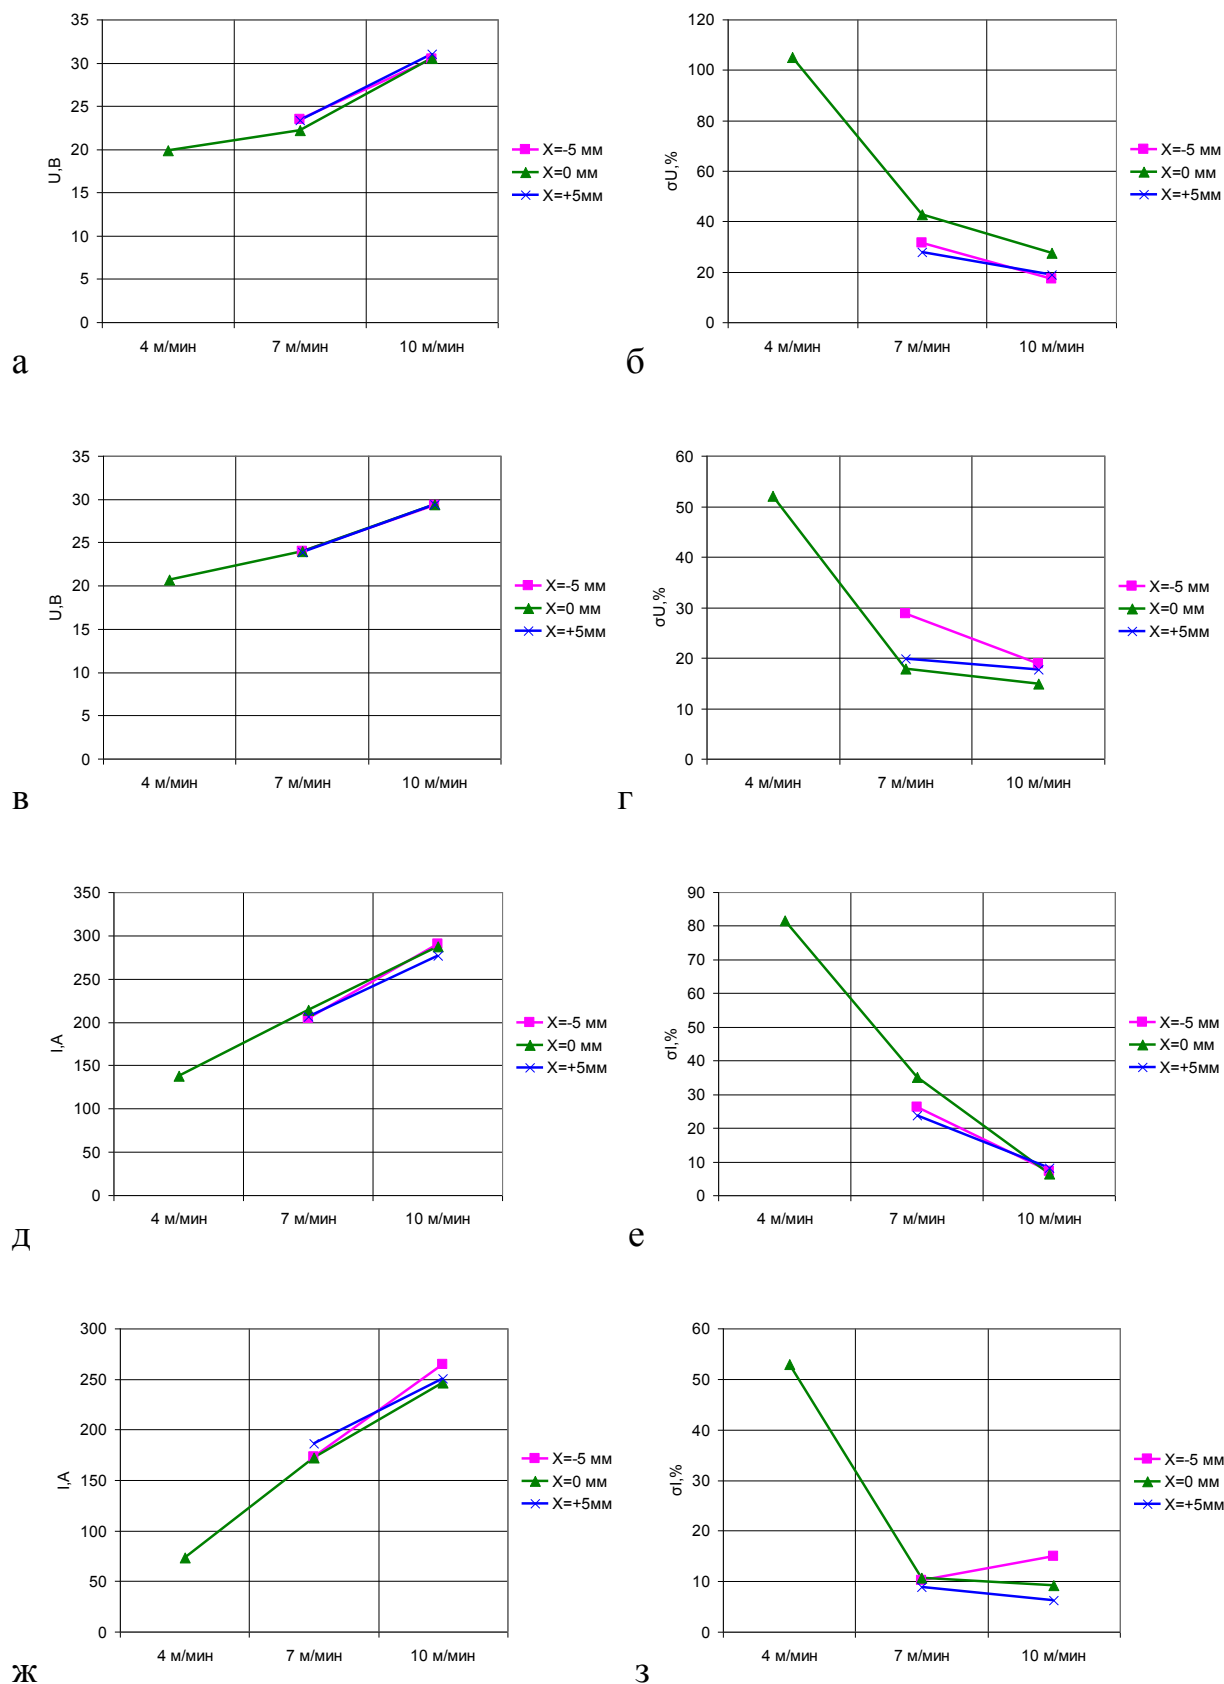 35
30
25
20
15
10
5
0
U,В
4 м/мин 7 м/мин 10 м/мин
X=-5 мм
X=0 мм
X=+5мм
а
120
100
80
60
40
20
0
σU,%
4 м/мин 7 м/мин 10 м/мин
X=-5 мм
X=0 мм
X=+5мм
б
35
30
25
20
15
10
5
0
U,В
4 м/мин 7 м/мин 10 м/мин
X=-5 мм
X=0 мм
X=+5мм
в
60
50
40
30
20
10
0
σU,%
4 м/мин 7 м/мин 10 м/мин
X=-5 мм
X=0 мм
X=+5мм
г
350
300
250
200
150
100
50
0
I,А
4 м/мин 7 м/мин 10 м/мин
X=-5 мм
X=0 мм
X=+5мм
д
90
80
70
60
50
40
30
20
10
0
σI,%
4 м/мин 7 м/мин 10 м/мин
X=-5 мм
X=0 мм
X=+5мм
е
300
250
200
150
100
50
0
I,А
4 м/мин 7 м/мин 10 м/мин
X=-5 мм
X=0 мм
X=+5мм
ж
60
50
40
30
20
10
0
σI,%
4 м/мин 7 м/мин 10 м/мин
X=-5 мм
X=0 мм
X=+5мм
з